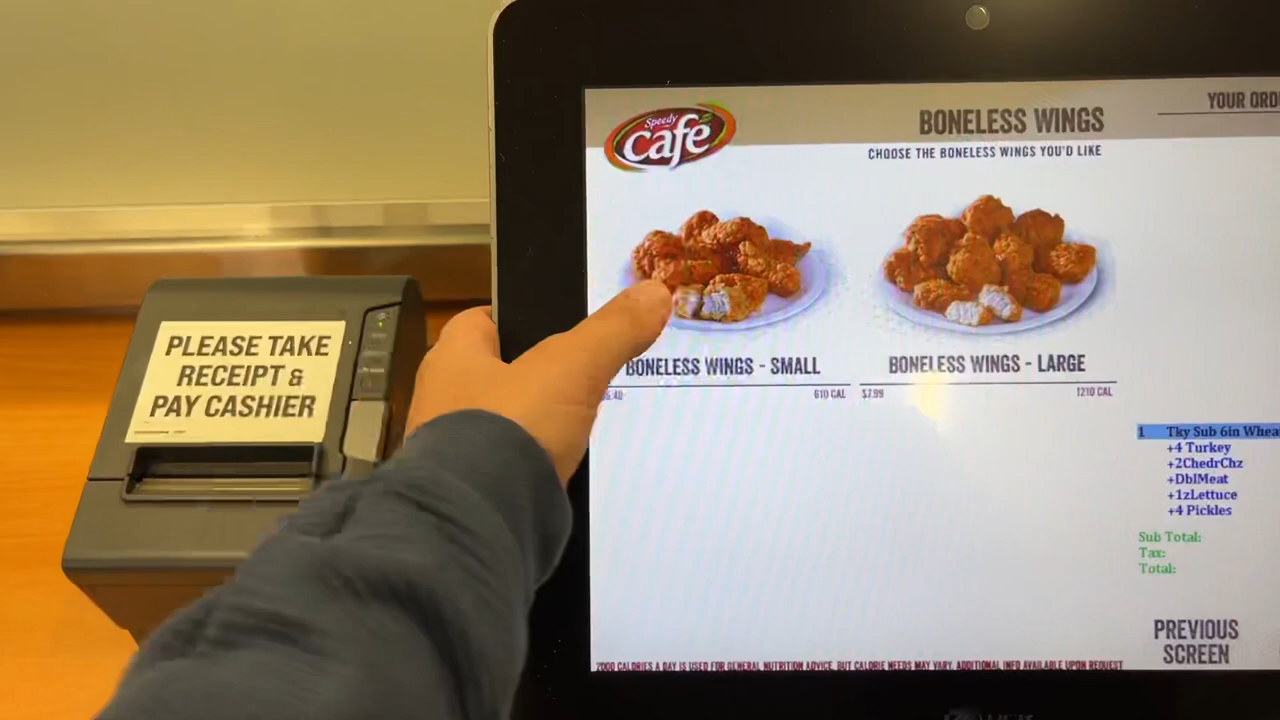 PLEASE TAKE
RECEIPT &
PAY CASHIER
Speedy
café
BONELESS WINGS
CHOOSE THE BONELESS WINGS YOU'D LIKE
YOUR ORD
BONELESS WINGS - SMALL
610 CAL
BONELESS WINGS - LARGE
$7.99 1210 CAL
1 Tky Sub 6in Whea
+4 Turkey
+2ChedrChz
+DblMeat
+1zLettuce
+4 Pickles
Sub Total:
Tax:
Total:
PREVIOUS
SCREEN
2000 CALORIES A DAY IS USED FOR GENERAL NUTRITION ADVICE, BUT CALORIE NEEDS MAY VARY. ADDITIONAL INFO AVAILABLE UPON REQUEST